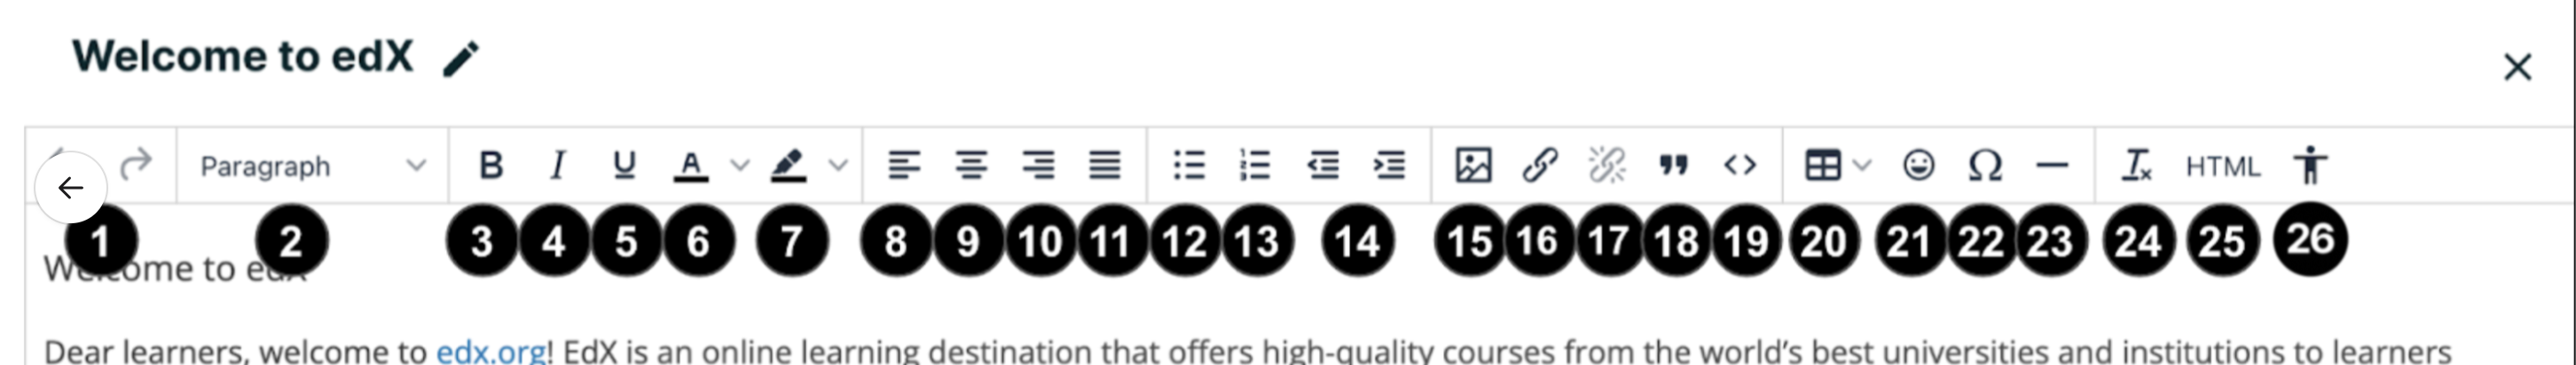 Welcome to edX
Paragraph B I U A HTML
1 2 3 4 5 6 7 8 9 10 11 12 13 14 15 16 17 18 19 20 21 22 23 24 25 26
Welcome to edX
Dear learners, welcome to edx.org! EdX is an online learning destination that offers high-quality courses from the world’s best universities and institutions to learners